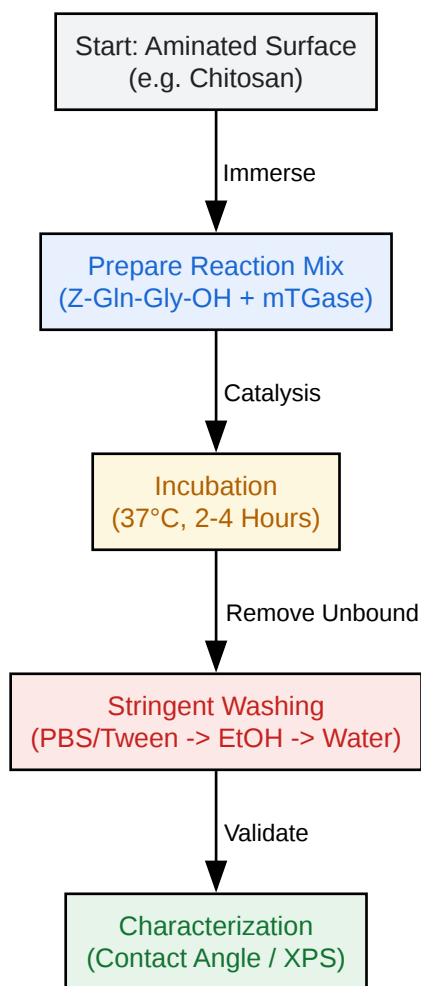 Start: Aminated Surface
(e.g. Chitosan)
Immerse
Prepare Reaction Mix
(Z-Gln-Gly-OH + mTGase)
Catalysis
Incubation
(37°C, 2-4 Hours)
Remove Unbound
Stringent Washing
(PBS/Tween -> EtOH -> Water)
Validate
Characterization
(Contact Angle / XPS)